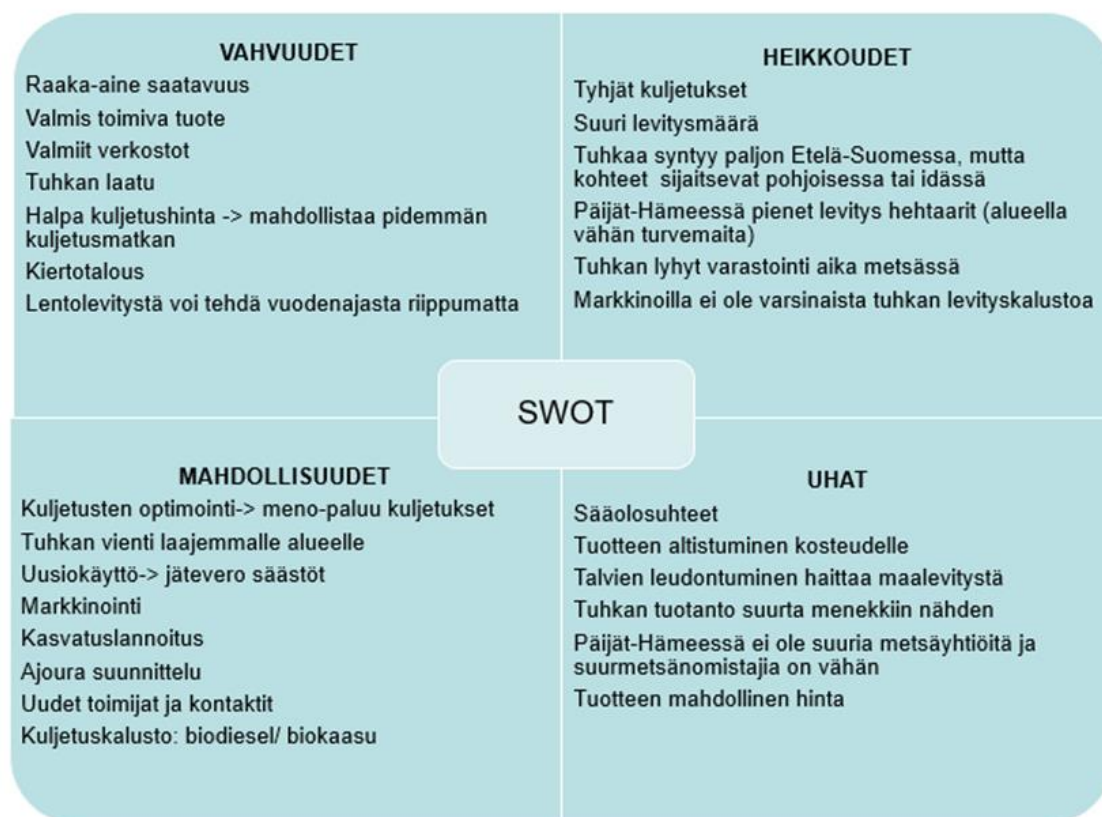 VAHVUUDET
Raaka-aine saatavuus
Valmis toimiva tuote
Valmiit verkostot
Tuhkan laatu
Halpa kuljetushinta -> mahdollistaa pidemmän
kuljetusmatkan
Kiertotalous
Lentolevitystä voi tehdä vuodenajasta riippumatta
HEIKKOUDET
Tyhjät kuljetukset
Suuri levitysmäärä
Tuhkaa syntyy paljon Etelä-Suomessa, mutta
kohteet sijaitsevat pohjoisessa tai idässä
Päijät-Hämeessä pienet levitys hehtaarit (alueella
vähän turvemaita)
Tuhkan lyhyt varastointi aika metsässä
Markkinoilla ei ole varsinaista tuhkan levityskalustoa
SWOT
MAHDOLLISUUDET
Kuljetusten optimointi-> meno-paluu kuljetukset
Tuhkan vienti laajemmalle alueelle
Uusiokäyttö-> jätevero säästöt
Markkinointi
Kasvatuslannoitus
Ajoura suunnittelu
Uudet toimijat ja kontaktit
Kuljetuskalusto: biodiesel/ biokaasu
UHAT
Sääolosuhteet
Tuotteen altistuminen kosteudelle
Talvien leudontuminen haittaa maalevitystä
Tuhkan tuotanto suurta menekkiin nähden
Päijät-Hämeessä ei ole suuria metsäyhtiöitä ja
suurmetsänomistajia on vähän
Tuotteen mahdollinen hinta